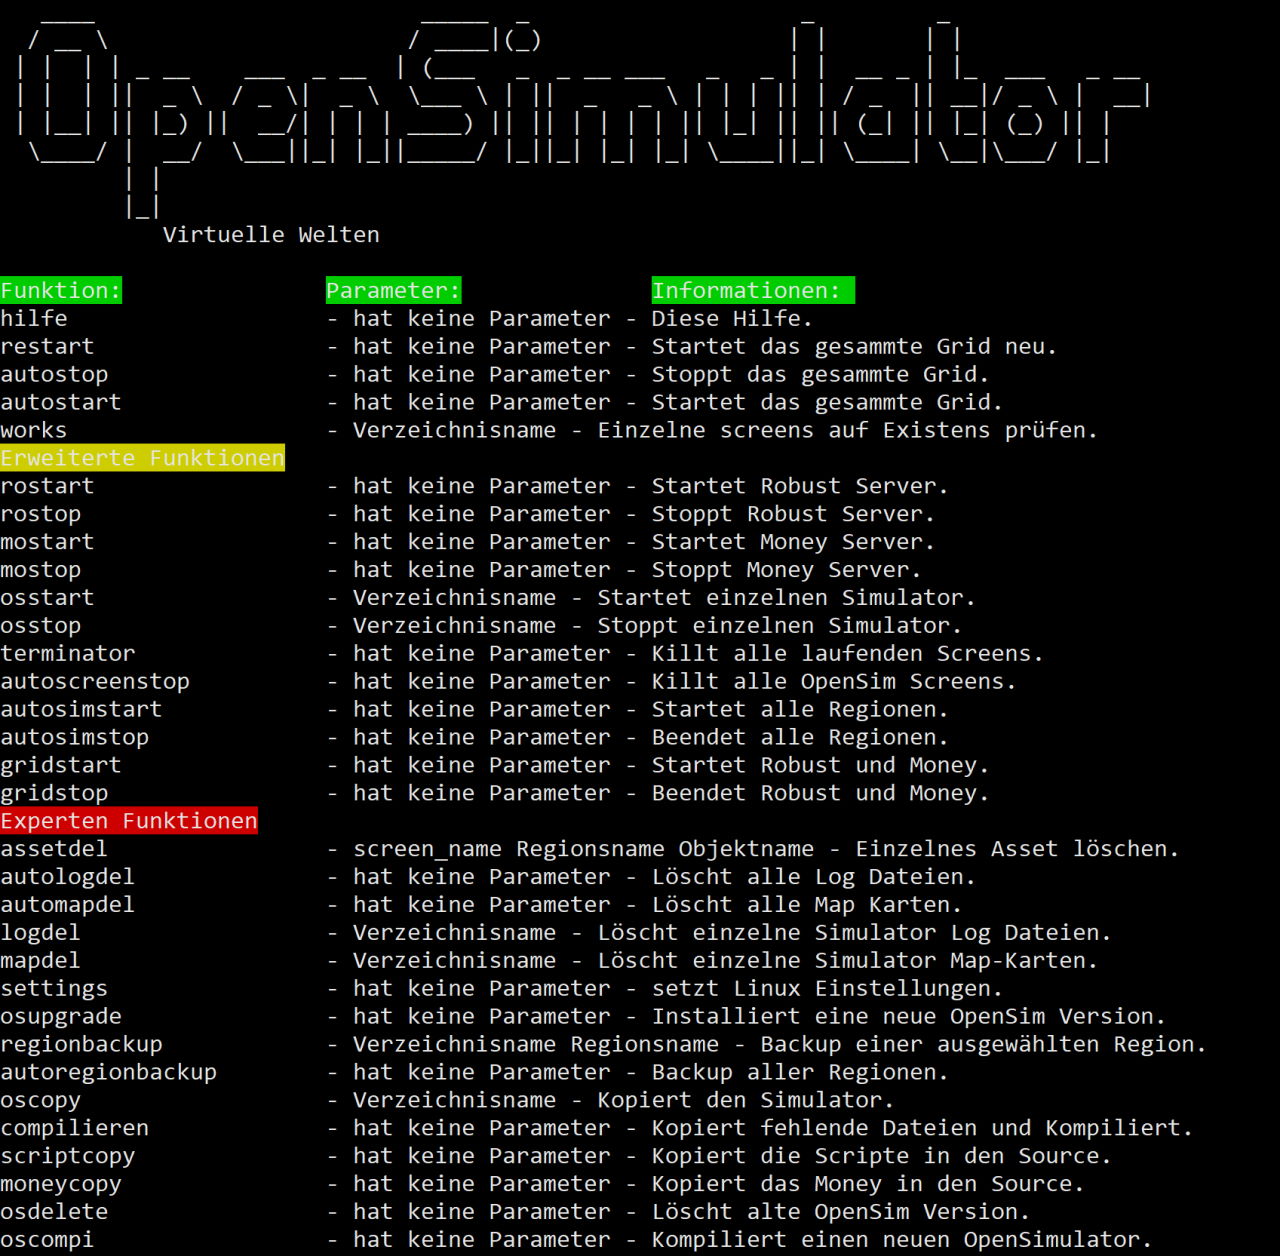 OpenSimulator
Virtuelle Welten
Funktion: Parameter: Informationen:
hilfe - hat keine Parameter - Diese Hilfe.
restart - hat keine Parameter - Startet das gesammte Grid neu.
autostop - hat keine Parameter - Stoppt das gesammte Grid.
autostart - hat keine Parameter - Startet das gesammte Grid.
works - Verzeichnisname - Einzelne screens auf Existens prüfen.
Erweiterte Funktionen
rostart - hat keine Parameter - Startet Robust Server.
rostop - hat keine Parameter - Stoppt Robust Server.
mostart - hat keine Parameter - Startet Money Server.
mostop - hat keine Parameter - Stoppt Money Server.
osstart - Verzeichnisname - Startet einzelnen Simulator.
osstop - Verzeichnisname - Stoppt einzelnen Simulator.
terminator - hat keine Parameter - Killt alle laufenden Screens.
autoscreenstop - hat keine Parameter - Killt alle OpenSim Screens.
autosimstart - hat keine Parameter - Startet alle Regionen.
autosimstop - hat keine Parameter - Beendet alle Regionen.
gridstart - hat keine Parameter - Startet Robust und Money.
gridstop - hat keine Parameter - Beendet Robust und Money.
Experten Funktionen
assetdel - screen_name Regionsname Objektname - Einzelnes Asset löschen.
autologdel - hat keine Parameter - Löscht alle Log Dateien.
automapdel - hat keine Parameter - Löscht alle Map Karten.
logdel - Verzeichnisname - Löscht einzelne Simulator Log Dateien.
mapdel - Verzeichnisname - Löscht einzelne Simulator Map-Karten.
settings - hat keine Parameter - setzt Linux Einstellungen.
osupgrade - hat keine Parameter - Installiert eine neue OpenSim Version.
regionbackup - Verzeichnisname Regionsname - Backup einer ausgewählten Region.
autoregionbackup - hat keine Parameter - Backup aller Regionen.
oscopy - Verzeichnisname - Kopiert den Simulator.
compilieren - hat keine Parameter - Kopiert fehlende Dateien und Kompiliert.
scriptcopy - hat keine Parameter - Kopiert die Scripte in den Source.
moneycopy - hat keine Parameter - Kopiert das Money in den Source.
osdelete - hat keine Parameter - Löscht alte OpenSim Version.
oscompi - hat keine Parameter - Kompiliert einen neuen OpenSimulator.